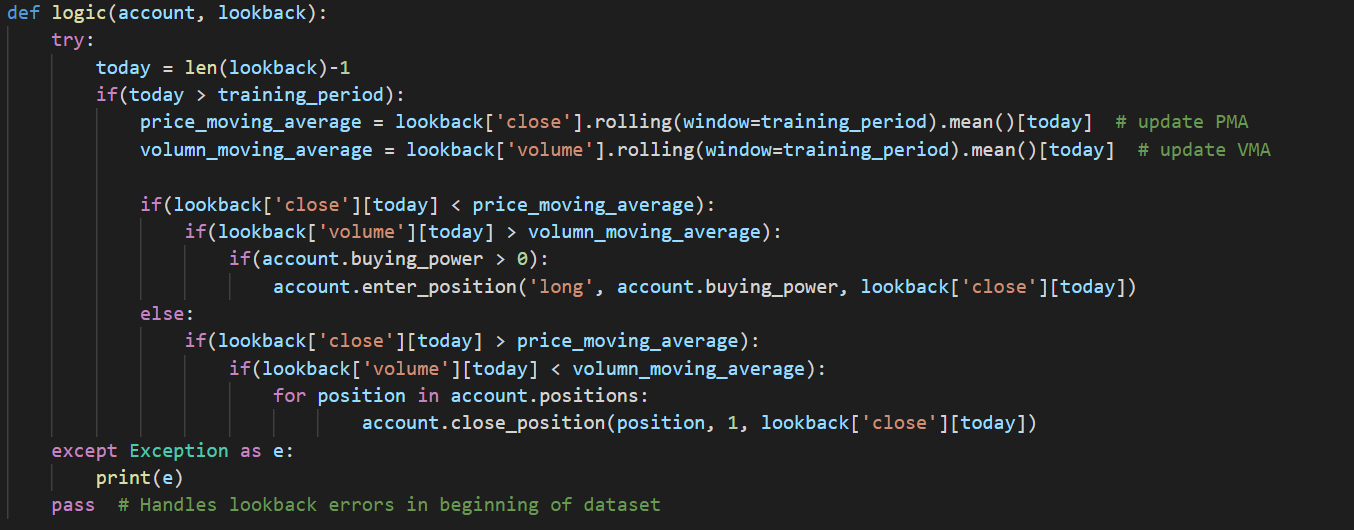 def logic(account, lookback):
    try:
        today = len(lookback)-1
        if(today > training_period):
            price_moving_average = lookback['close'].rolling(window=training_period).mean()[today]  # update PMA
            volumn_moving_average = lookback['volume'].rolling(window=training_period).mean()[today]  # update VMA

            if(lookback['close'][today] < price_moving_average):
                if(lookback['volume'][today] > volumn_moving_average):
                    if(account.buying_power > 0):
                        account.enter_position('long', account.buying_power, lookback['close'][today])
            else:
                if(lookback['close'][today] > price_moving_average):
                    if(lookback['volume'][today] < volumn_moving_average):
                        for position in account.positions:
                                account.close_position(position, 1, lookback['close'][today])
    except Exception as e:
        print(e)
    pass  # Handles lookback errors in beginning of dataset